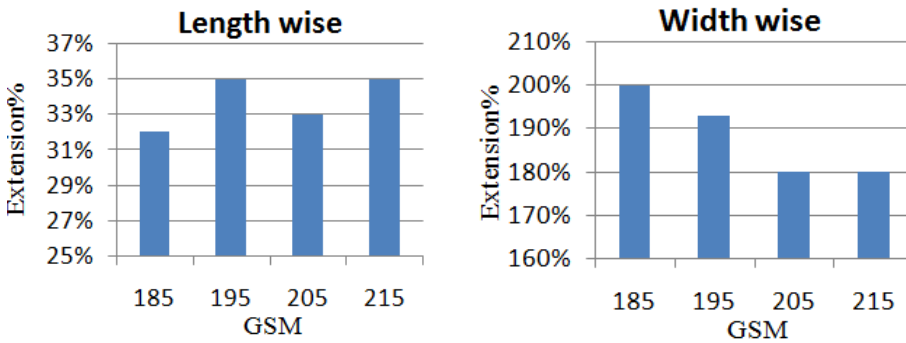 Length wise
37%
35%
33%
31%
29%
27%
25%
Extension%
185 195 205 215
GSM
Width wise
210%
200%
190%
180%
170%
160%
Extension%
185 195 205 215
GSM